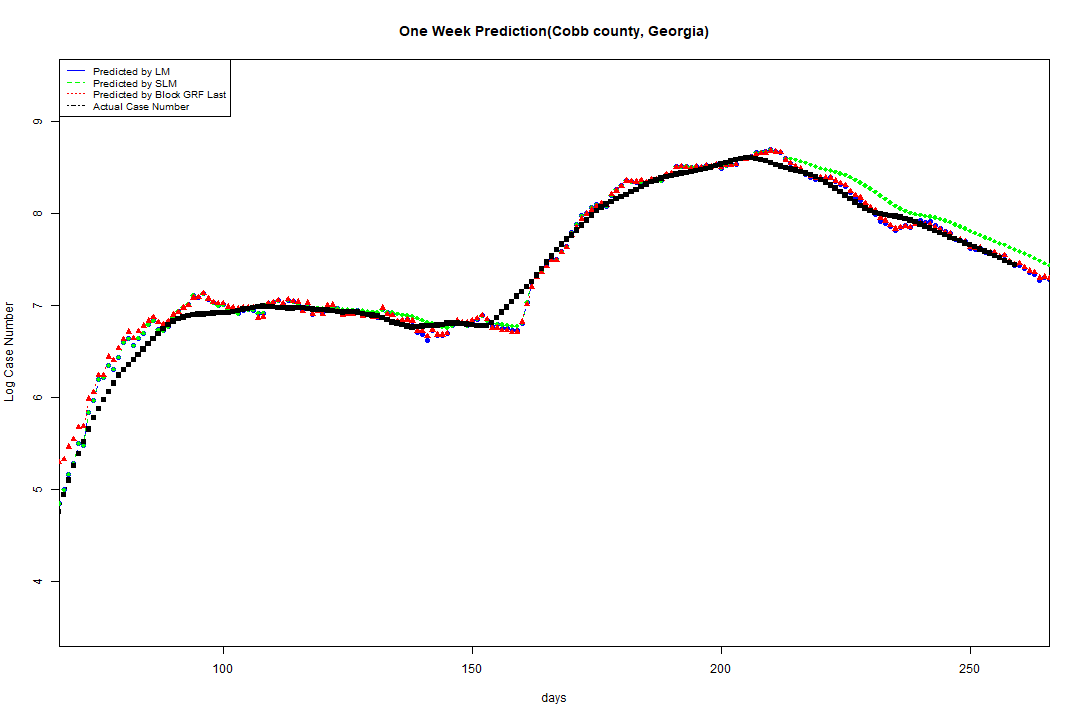 One Week Prediction(Cobb county, Georgia)
Predicted by LM
Predicted by SLM
Predicted by Block GRF Last
Actual Case Number
9
8
7
6
5
4
Log Case Number
100 150 200 250
days